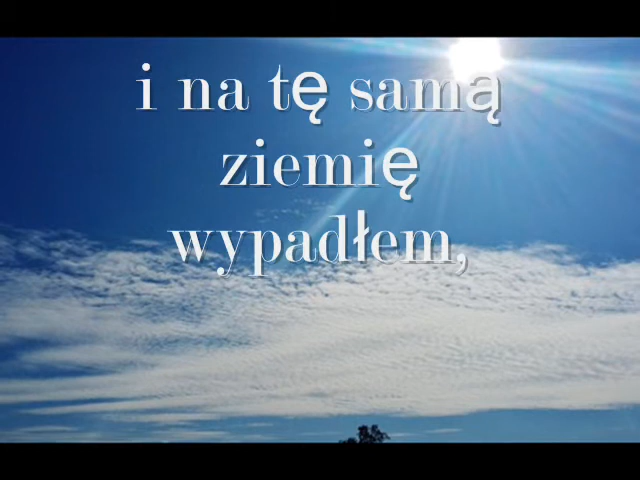 i na tę samą
ziemię
wypadłem,